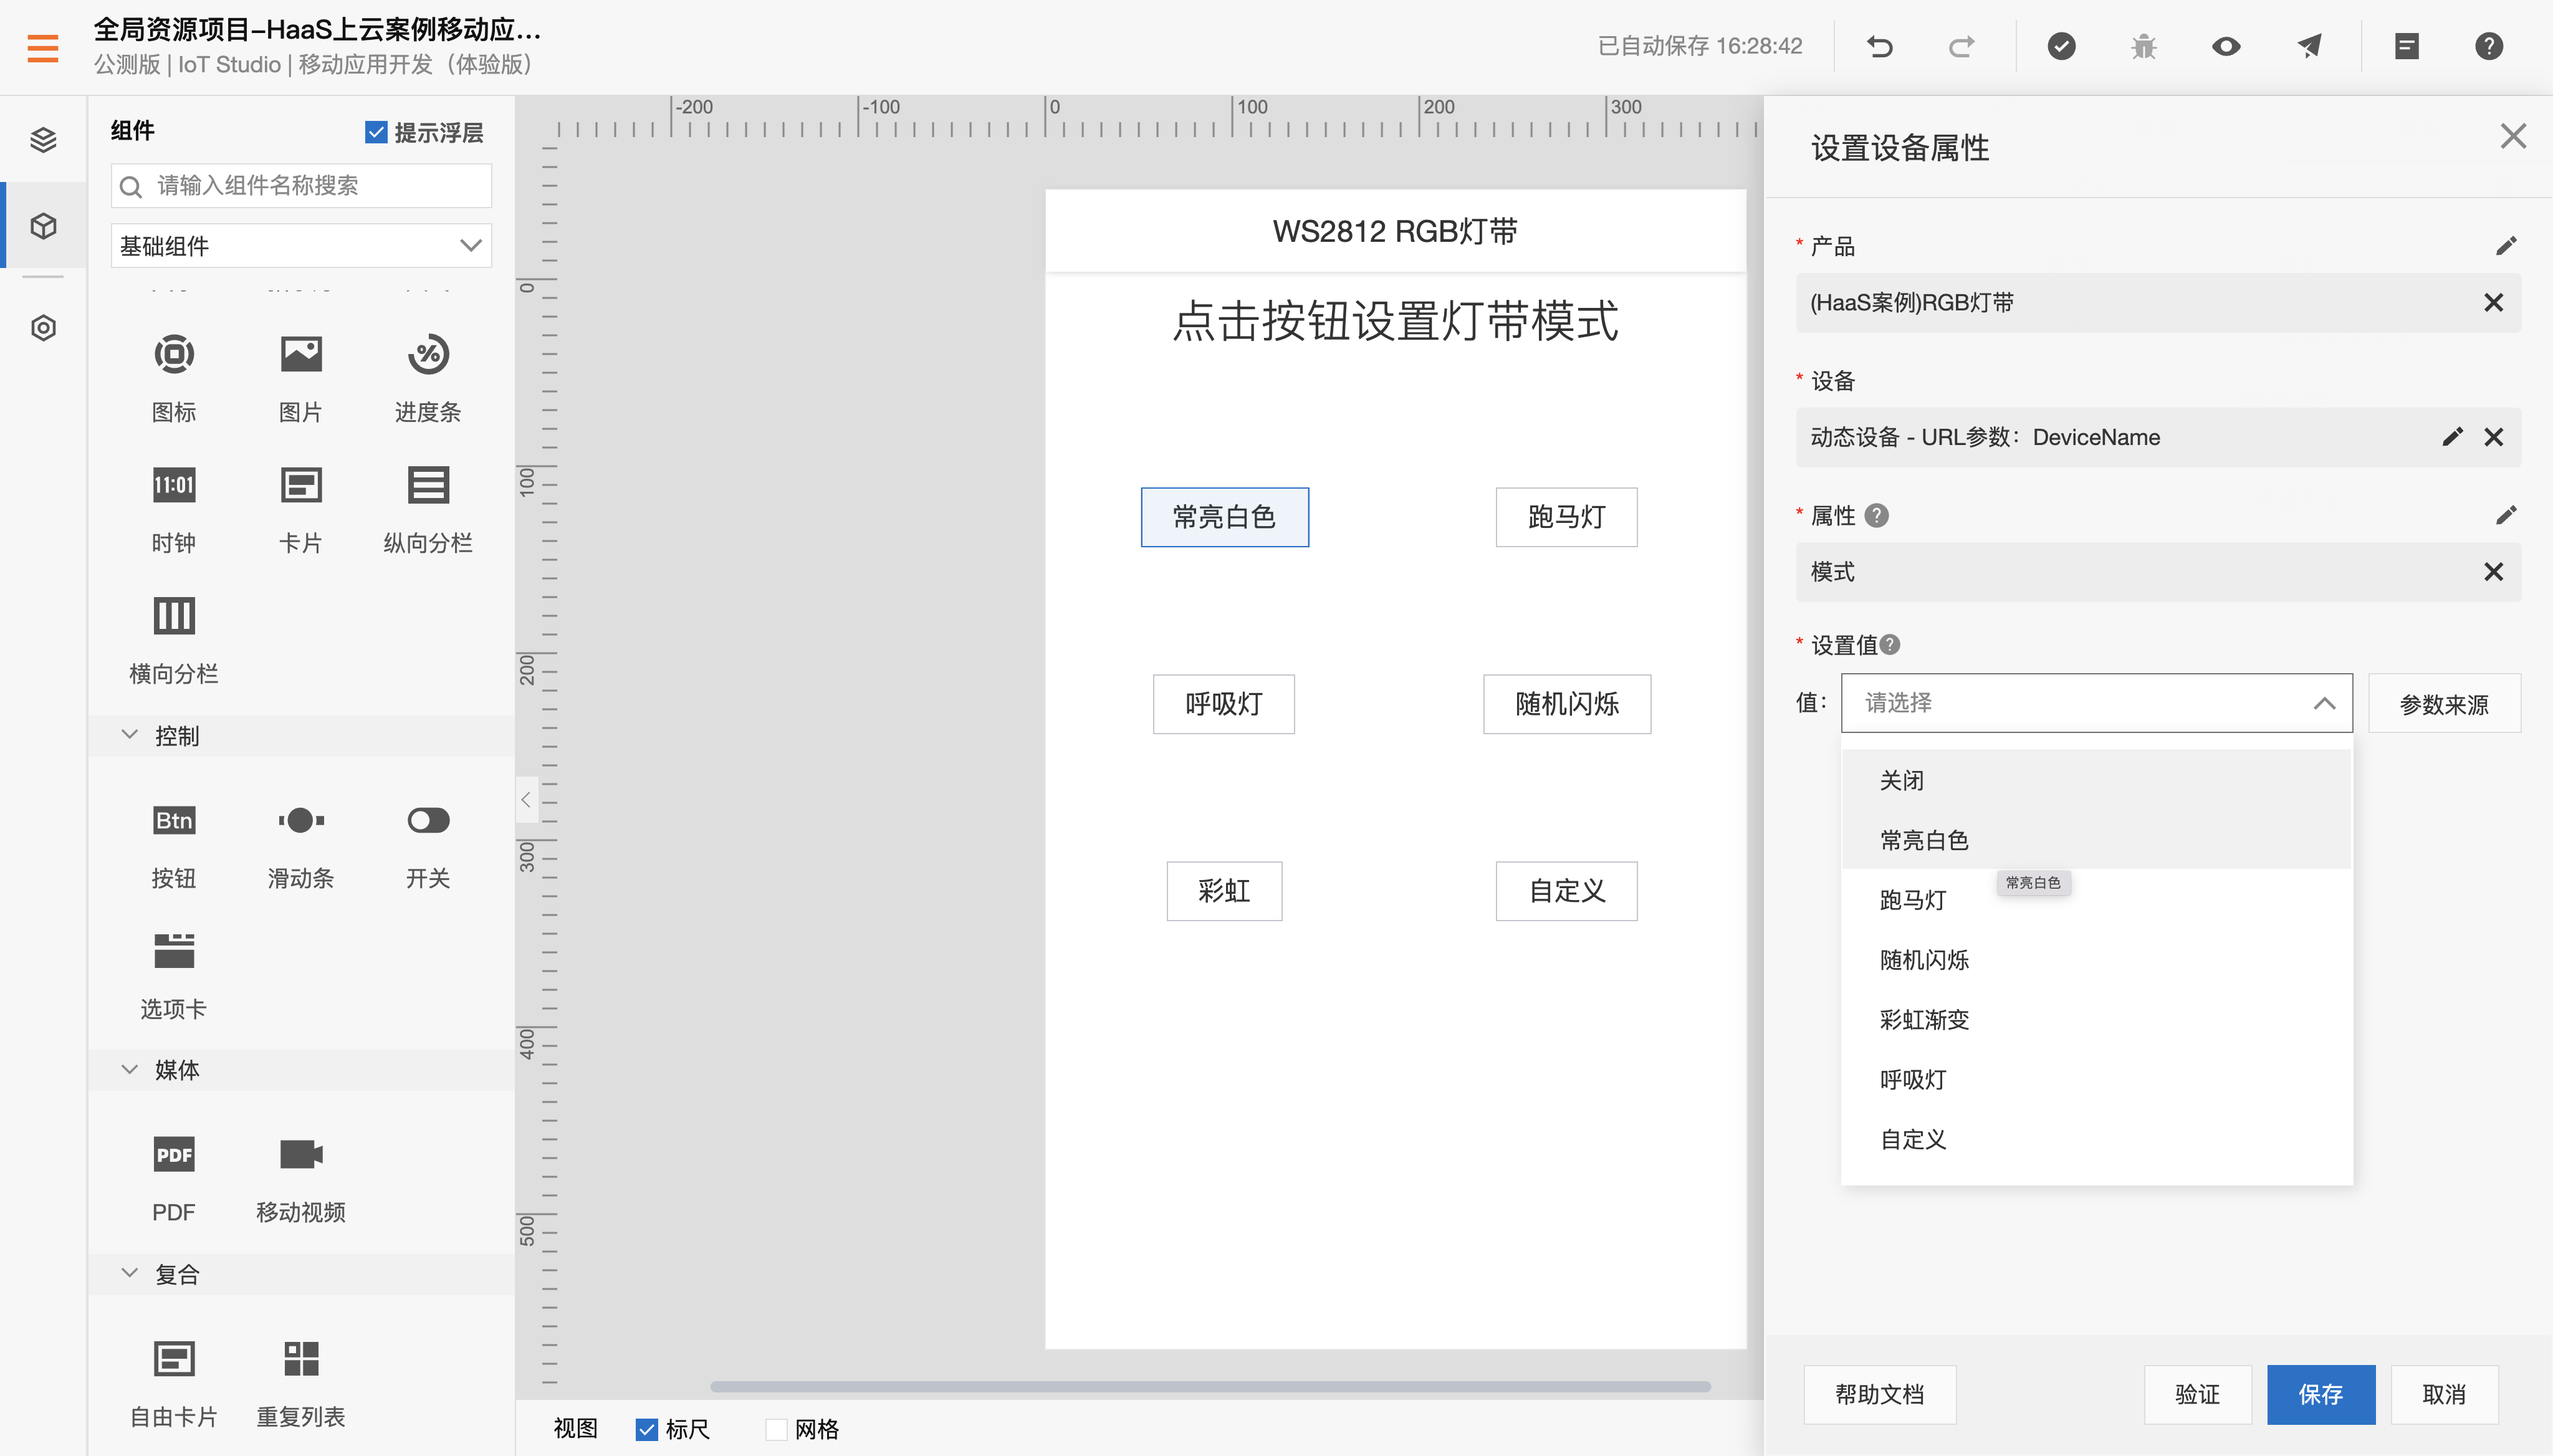 全局资源项目–HaaS上云案例移动应...
公测版 | IoT Studio | 移动应用开发（体验版）
已自动保存 16:28:42
组件
提示浮层
请输入组件名称搜索
基础组件
图标
图片
进度条
11:01
时钟
卡片
纵向分栏
横向分栏
控制
Btn
按钮
滑动条
开关
选项卡
媒体
PDF
PDF
移动视频
复合
自由卡片
重复列表
-200
-100
0
100
200
300
0
100
200
300
400
500
WS2812 RGB灯带
点击按钮设置灯带模式
常亮白色
跑马灯
呼吸灯
随机闪烁
彩虹
自定义
视图
标尺
网格
设置设备属性
* 产品
(HaaS案例)RGB灯带
* 设备
动态设备 - URL参数：DeviceName
* 属性
模式
* 设置值
值：
请选择
参数来源
关闭
常亮白色
常亮白色
跑马灯
随机闪烁
彩虹渐变
呼吸灯
自定义
帮助文档
验证
保存
取消